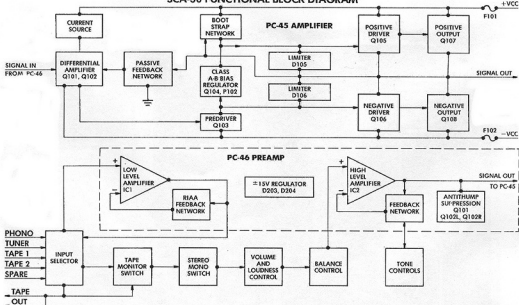 SCA-50 FUNCTIONAL BLOCK DIAGRAM
+VCC
F101
CURRENT
SOURCE
BOOT
STRAP
NETWORK
PC-45 AMPLIFIER
POSITIVE
DRIVER
Q105
POSITIVE
OUTPUT
Q107
SIGNAL IN
FROM PC-46
DIFFERENTIAL
AMPLIFIER
Q101, Q102
PASSIVE
FEEDBACK
NETWORK
CLASS
A-B BIAS
REGULATOR
Q104, P102
LIMITER
D105
LIMITER
D106
SIGNAL OUT
PREDRIVER
Q103
NEGATIVE
DRIVER
Q106
NEGATIVE
OUTPUT
Q108
F102
-VCC
PC-46 PREAMP
+
LOW
LEVEL
AMPLIFIER
IC1
-
RIAA
FEEDBACK
NETWORK
±15V REGULATOR
D203, D204
+
HIGH
LEVEL
AMPLIFIER
IC2
-
FEEDBACK
NETWORK
SIGNAL OUT
TO PC-45
ANTITHUMP
SUPPRESSION
Q101
Q102L, Q102R
PHONO
TUNER
TAPE 1
TAPE 2
SPARE
INPUT
SELECTOR
TAPE
MONITOR
SWITCH
STEREO
MONO
SWITCH
VOLUME
AND
LOUDNESS
CONTROL
BALANCE
CONTROL
TONE
CONTROLS
TAPE
OUT